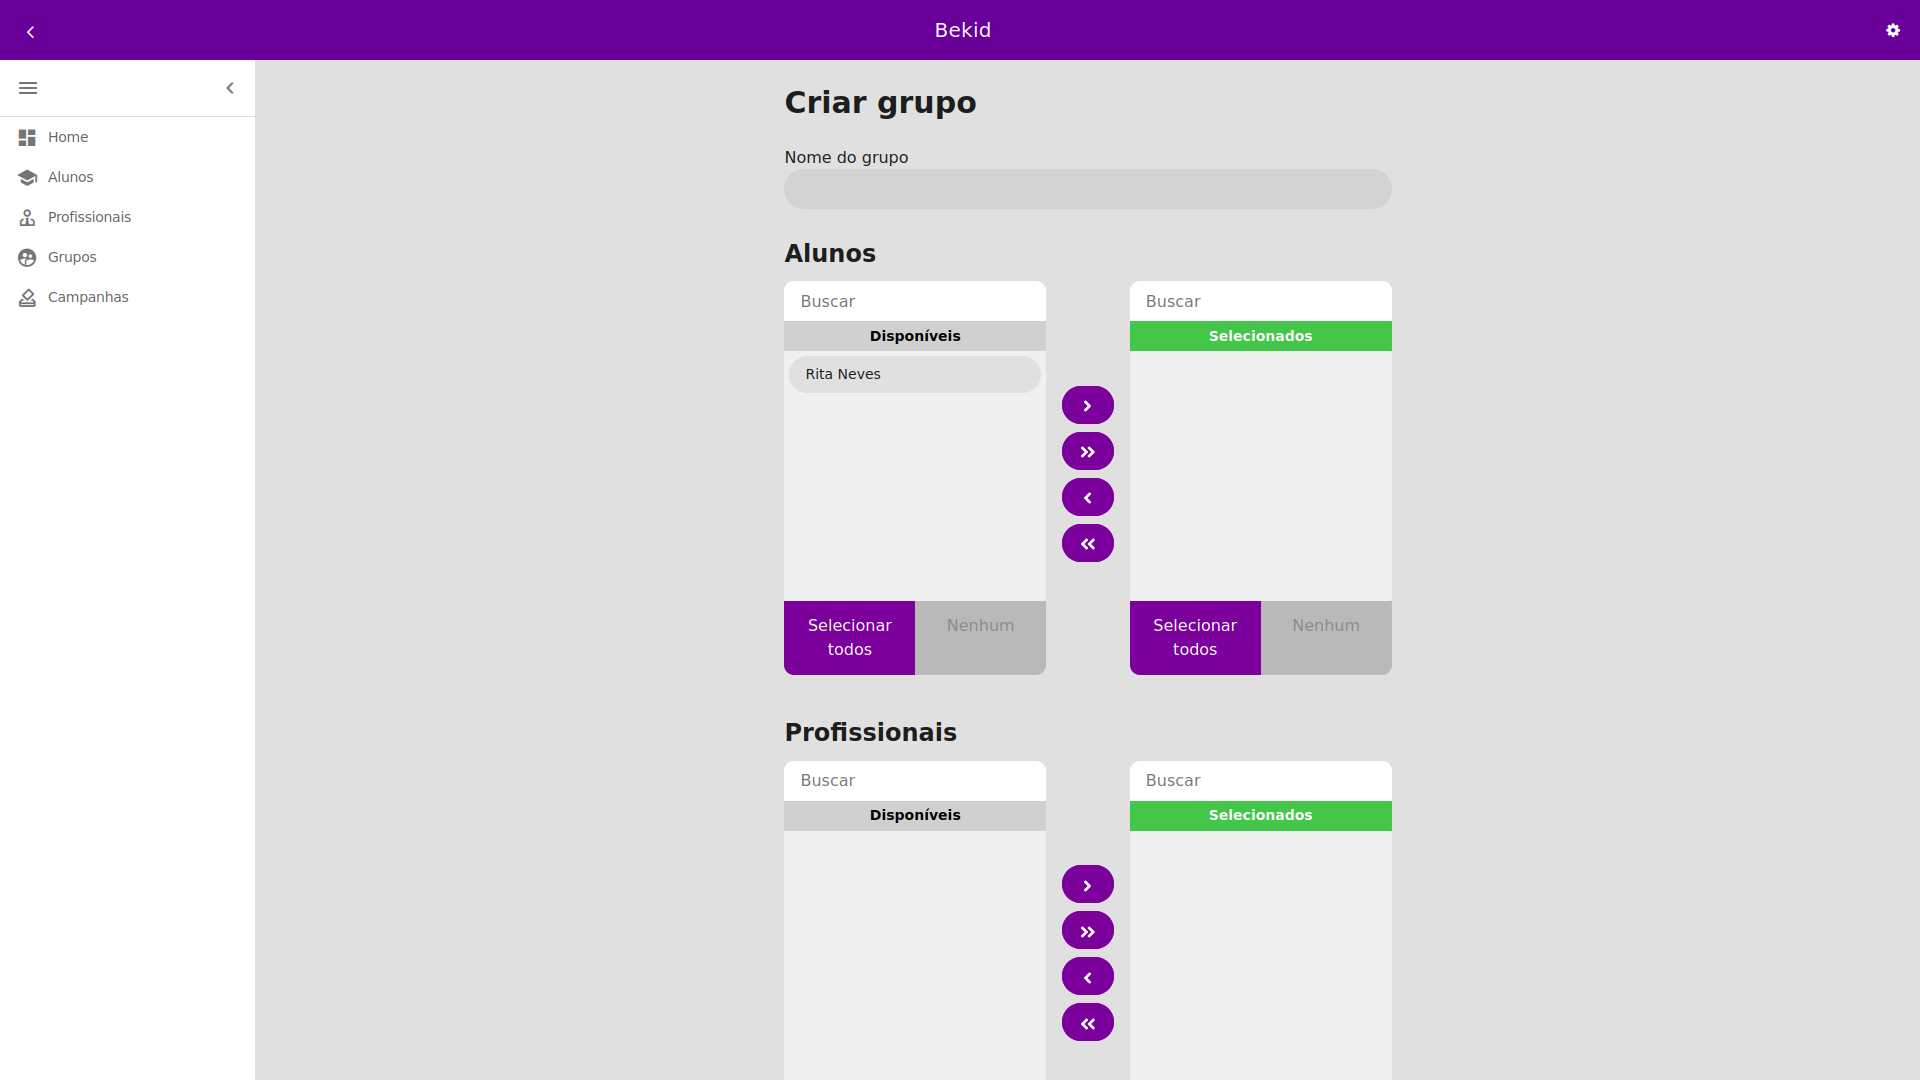 Bekid
Home
Alunos
Profissionais
Grupos
Campanhas
Criar grupo
Nome do grupo
Alunos
Buscar
Disponíveis
Rita Neves
Selecionar
todos
Nenhum
Buscar
Selecionados
Selecionar
todos
Nenhum
Profissionais
Buscar
Disponíveis
Buscar
Selecionados